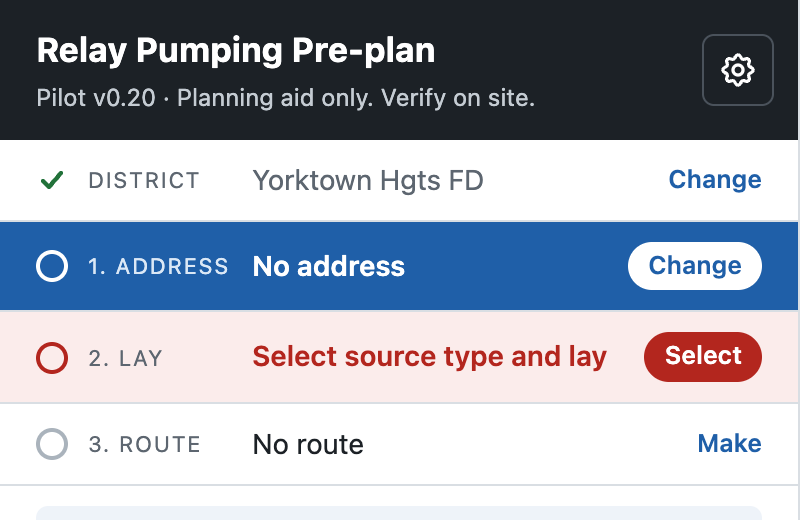 Relay Pumping Pre-plan
Pilot v0.20 · Planning aid only. Verify on site.
DISTRICT Yorktown Hgts FD Change
1. ADDRESS No address Change
2. LAY Select source type and lay Select
3. ROUTE No route Make